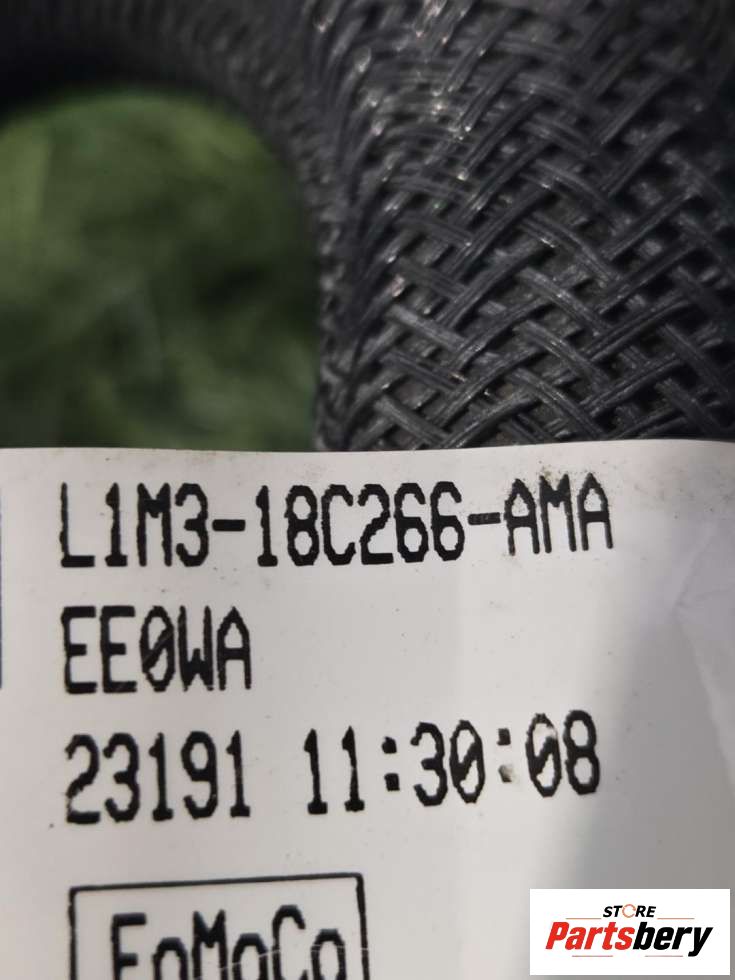 L1M3-18C266-AMA
EE0WA
23191 11:30:08
FoMoCo
STORE
Partsbery